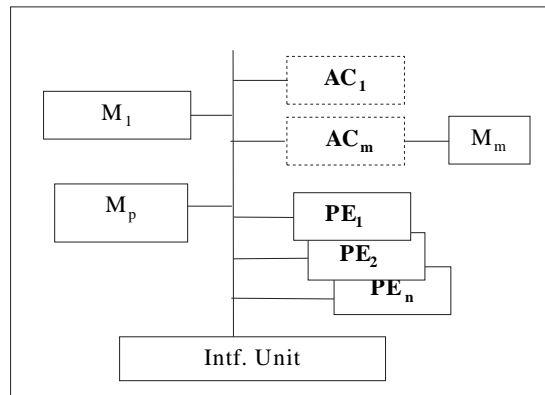 AC₁
M₁
ACₘ
Mₘ
Mₚ
PE₁
PE₂
PEₙ
Intf. Unit